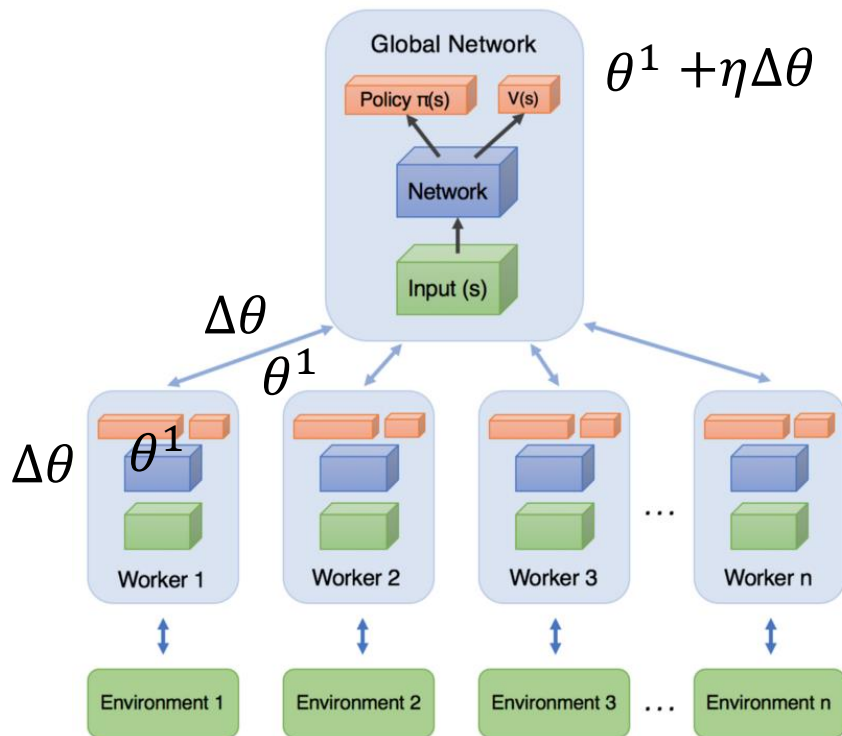 Global Network
θ¹ +ηΔθ
Policy π(s)
V(s)
Network
Input (s)
Δθ
θ¹
Δθ
θ¹
...
Worker 1
Worker 2
Worker 3
Worker n
Environment 1
Environment 2
Environment 3
...
Environment n